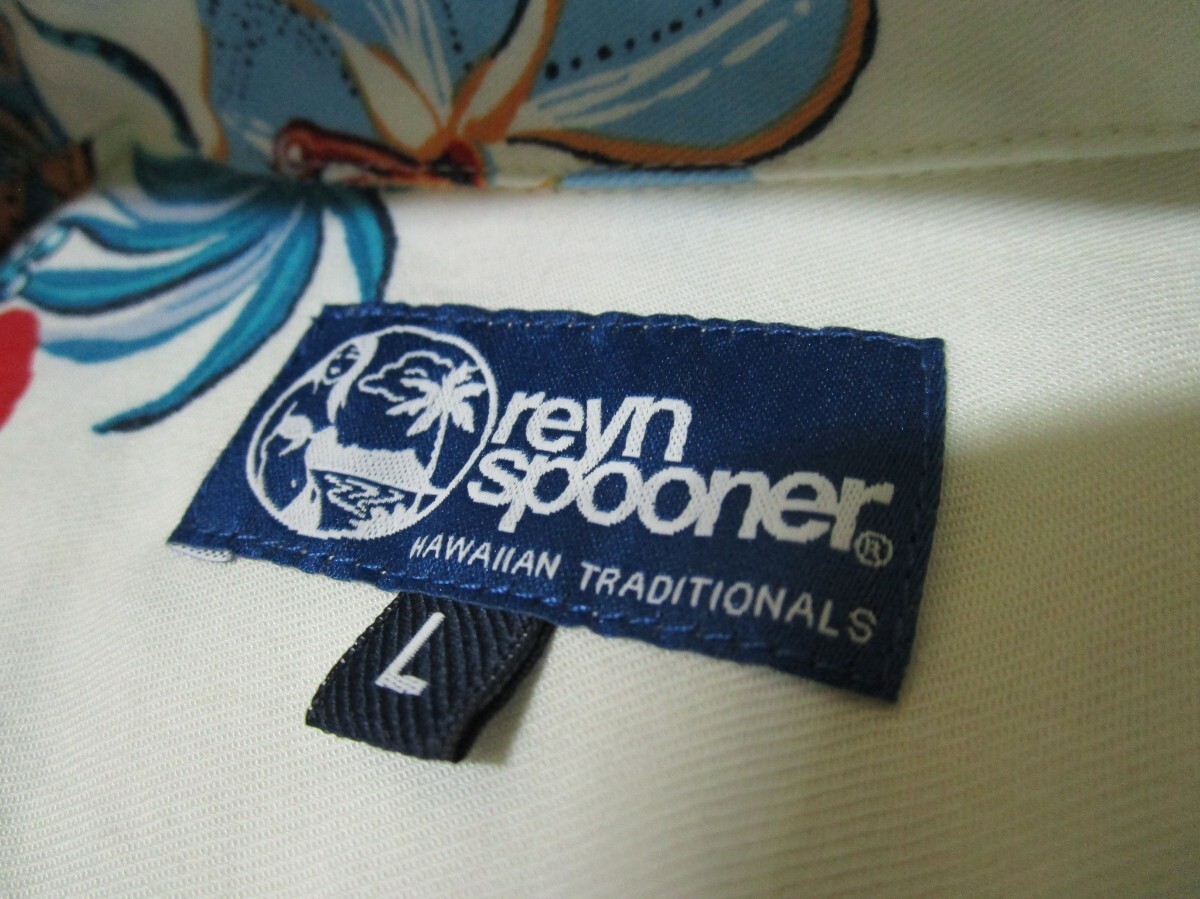 reyn
spooner®
HAWAIIAN TRADITIONALS
L